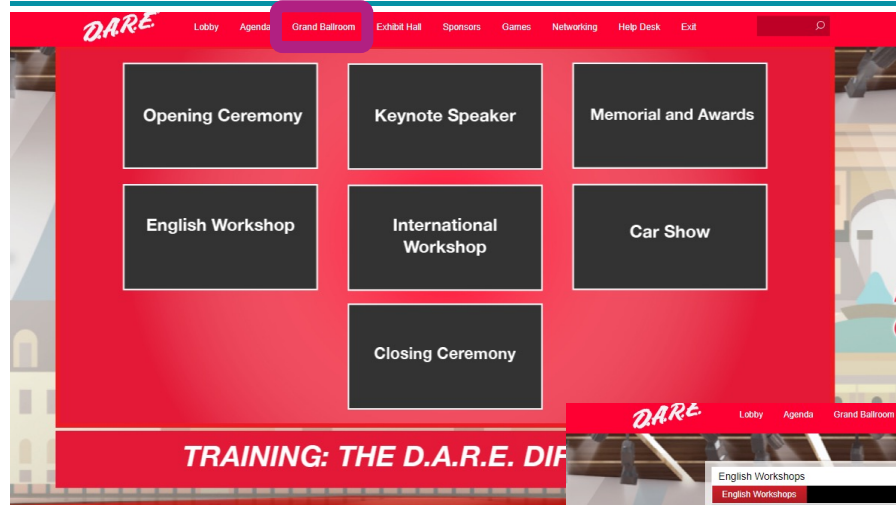 D.A.R.E. Lobby Agenda Grand Ballroom Exhibit Hall Sponsors Games Networking Help Desk Exit
Opening Ceremony
Keynote Speaker
Memorial and Awards
English Workshop
International
Workshop
Car Show
Closing Ceremony
TRAINING: THE D.A.R.E.
D.A.R.E. Lobby Agenda Grand Ballroom
English Workshops
English Workshops